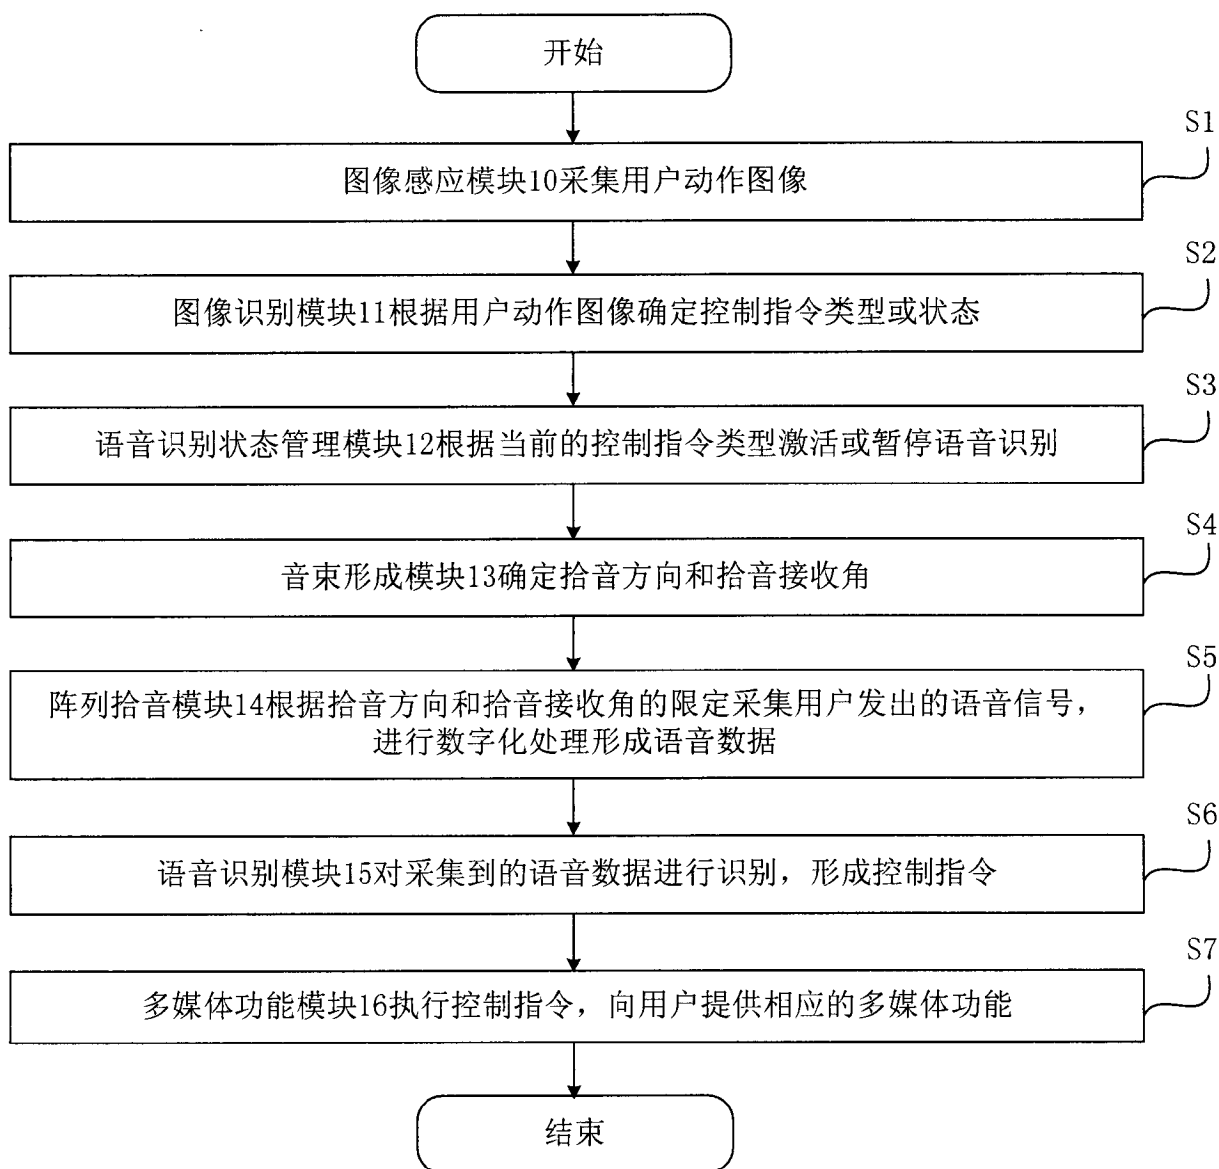 开始
S1
图像感应模块10采集用户动作图像
S2
图像识别模块11根据用户动作图像确定控制指令类型或状态
S3
语音识别状态管理模块12根据当前的控制指令类型激活或暂停语音识别
S4
音束形成模块13确定拾音方向和拾音接收角
S5
阵列拾音模块14根据拾音方向和拾音接收角的限定采集用户发出的语音信号，
进行数字化处理形成语音数据
S6
语音识别模块15对采集到的语音数据进行识别，形成控制指令
S7
多媒体功能模块16执行控制指令，向用户提供相应的多媒体功能
结束